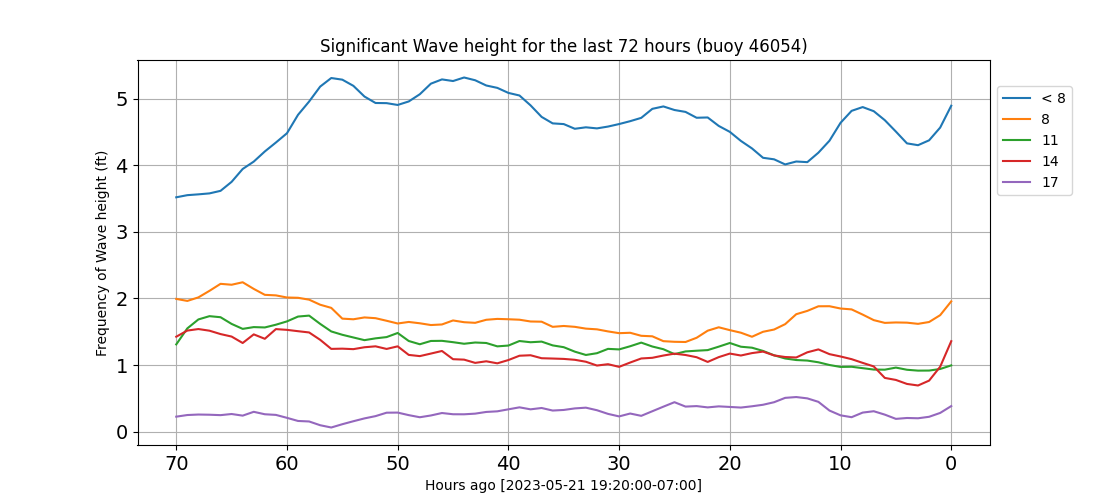 Significant Wave height for the last 72 hours (buoy 46054)
Frequency of Wave height (ft)
5
4
3
2
1
0
70 60 50 40 30 20 10 0
Hours ago [2023-05-21 19:20:00-07:00]
< 8
8
11
14
17